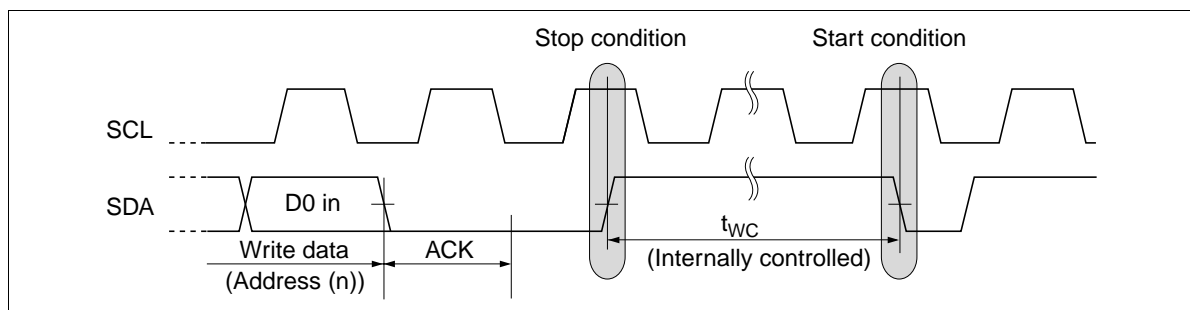 Stop condition
Start condition
SCL
SDA
D0 in
Write data
(Address (n))
ACK
tWC
(Internally controlled)